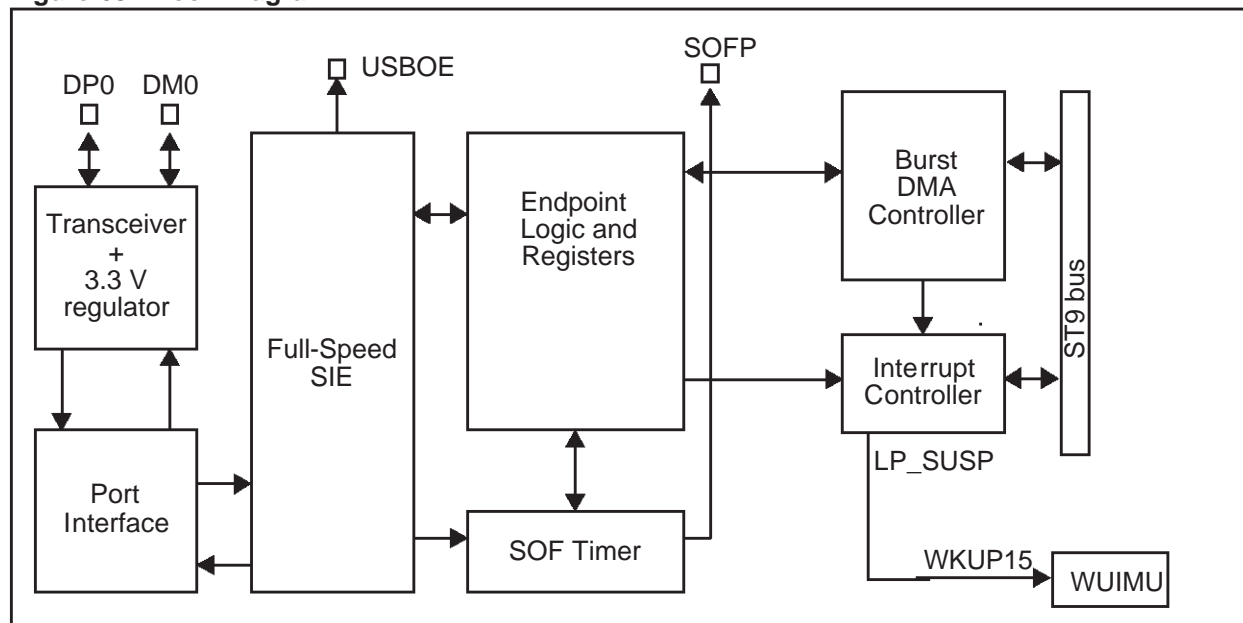 DP0
DM0
USBOE
SOFP
Transceiver
+
3.3 V
regulator
Full-Speed
SIE
Endpoint
Logic and
Registers
Burst
DMA
Controller
ST9 bus
Interrupt
Controller
LP_SUSP
Port
Interface
SOF Timer
WKUP15
WUIMU